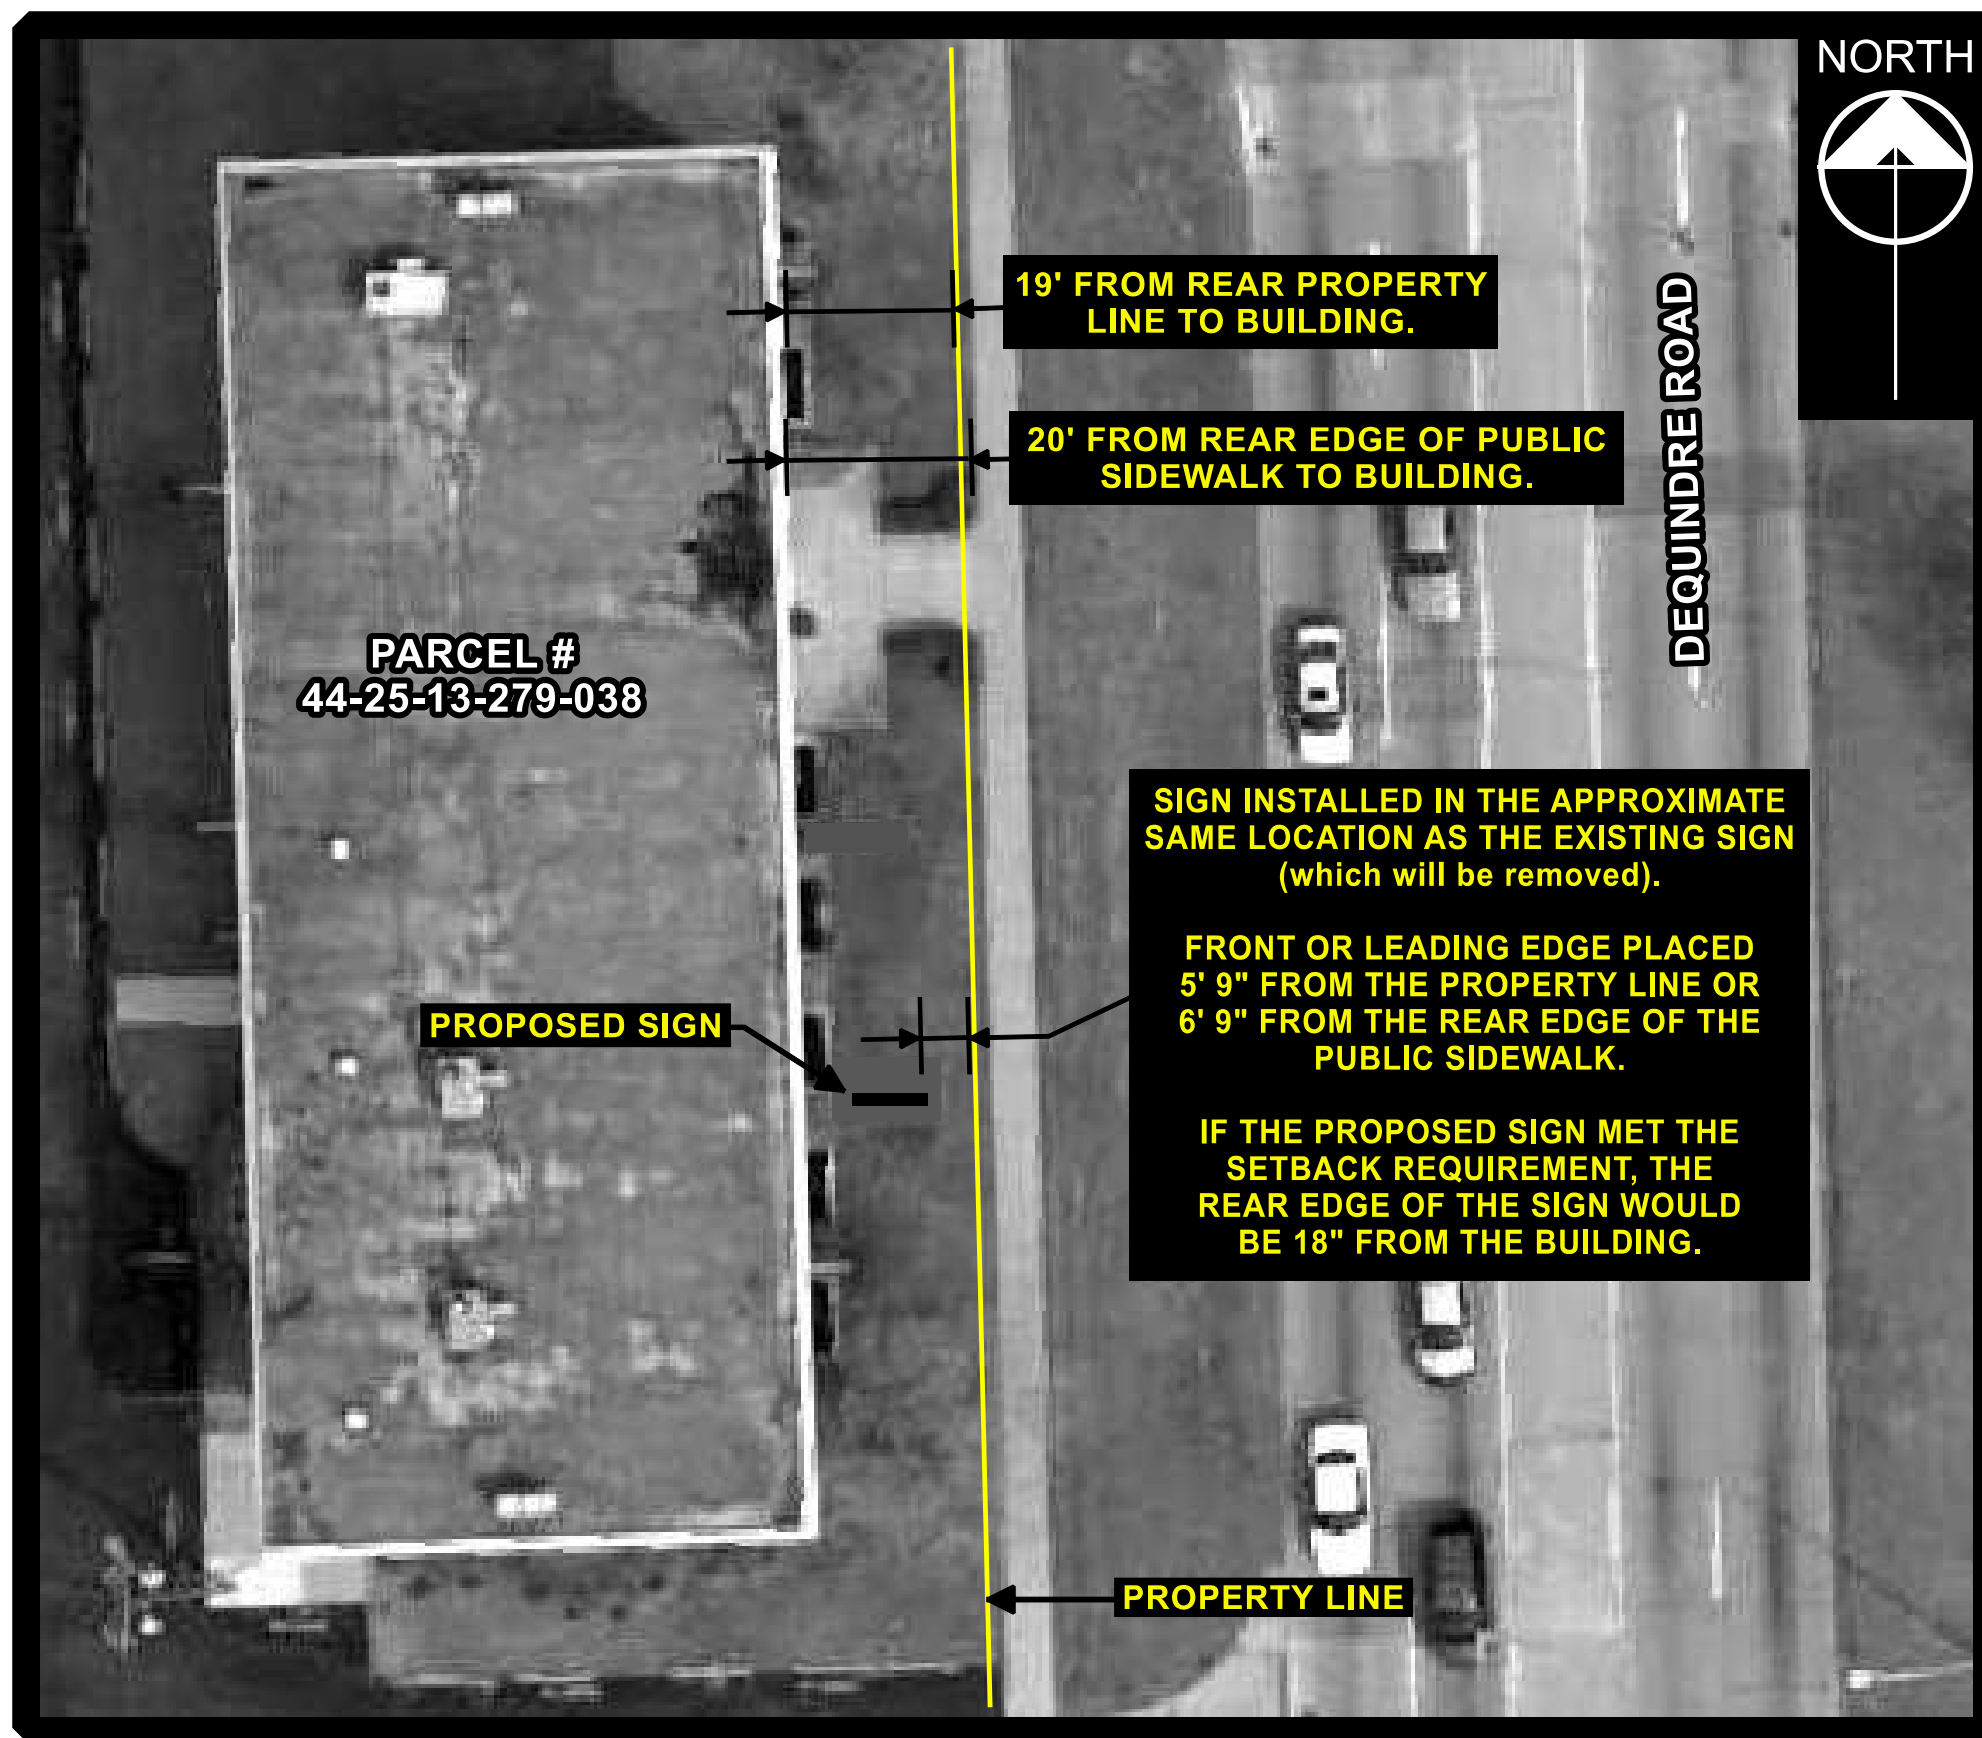 NORTH
19' FROM REAR PROPERTY
LINE TO BUILDING.
20' FROM REAR EDGE OF PUBLIC
SIDEWALK TO BUILDING.
DEQUINDRE ROAD
PARCEL #
44-25-13-279-038
SIGN INSTALLED IN THE APPROXIMATE
SAME LOCATION AS THE EXISTING SIGN
(which will be removed).
FRONT OR LEADING EDGE PLACED
5' 9" FROM THE PROPERTY LINE OR
6' 9" FROM THE REAR EDGE OF THE
PUBLIC SIDEWALK.
IF THE PROPOSED SIGN MET THE
SETBACK REQUIREMENT, THE
REAR EDGE OF THE SIGN WOULD
BE 18" FROM THE BUILDING.
PROPOSED SIGN
PROPERTY LINE